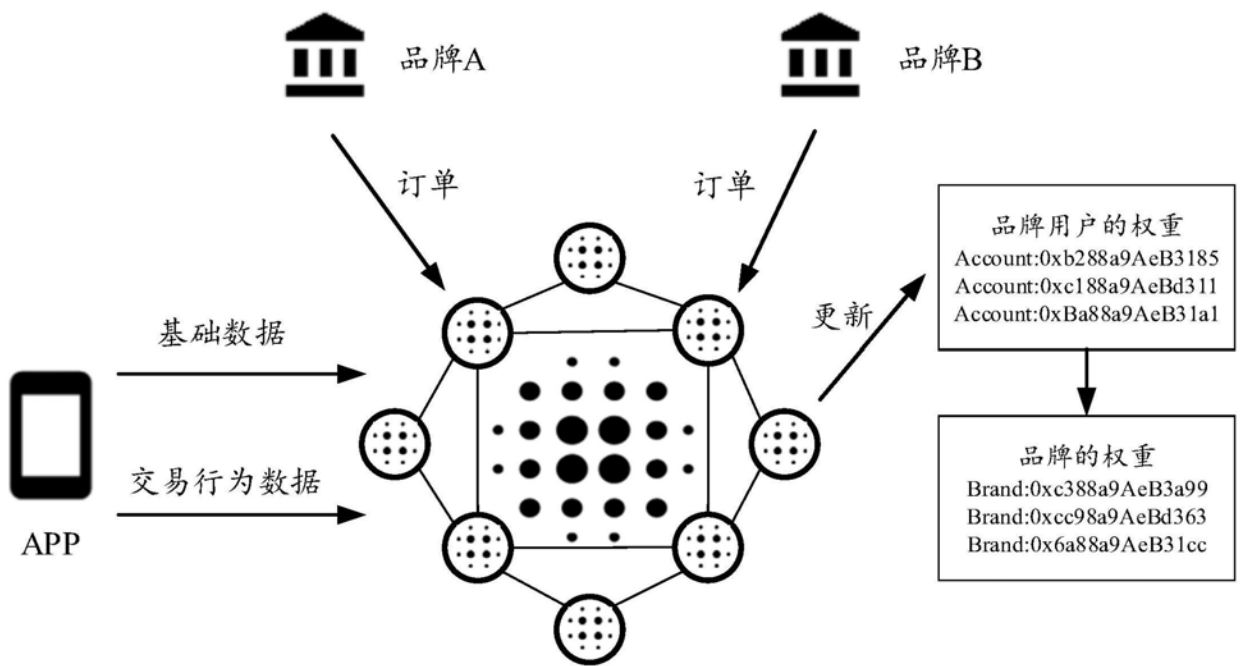 品牌A
品牌B
订单
订单
基础数据
交易行为数据
APP
更新
品牌用户的权重
Account:0xb288a9AeB3185
Account:0xc188a9AeBd311
Account:0xBa88a9AeB31a1
品牌的权重
Brand:0xc388a9AeB3a99
Brand:0xcc98a9AeBd363
Brand:0x6a88a9AeB31cc